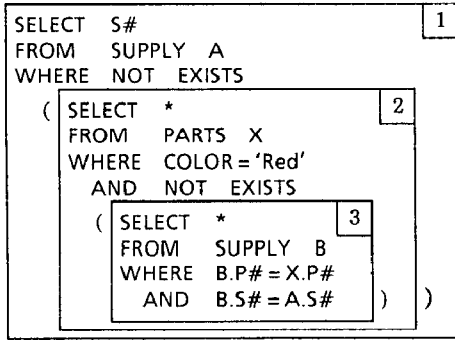 SELECT S# 1
FROM SUPPLY A
WHERE NOT EXISTS
( SELECT * 2
FROM PARTS X
WHERE COLOR = 'Red'
AND NOT EXISTS
( SELECT * 3
FROM SUPPLY B
WHERE B.P# = X.P#
AND B.S# = A.S# ) )